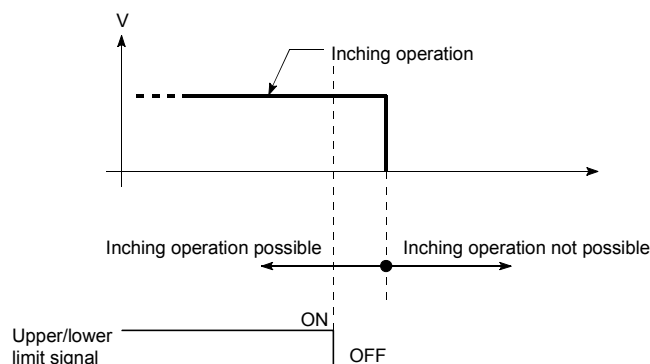 V
Inching operation
Inching operation possible
Inching operation not possible
ON
Upper/lower
limit signal
OFF